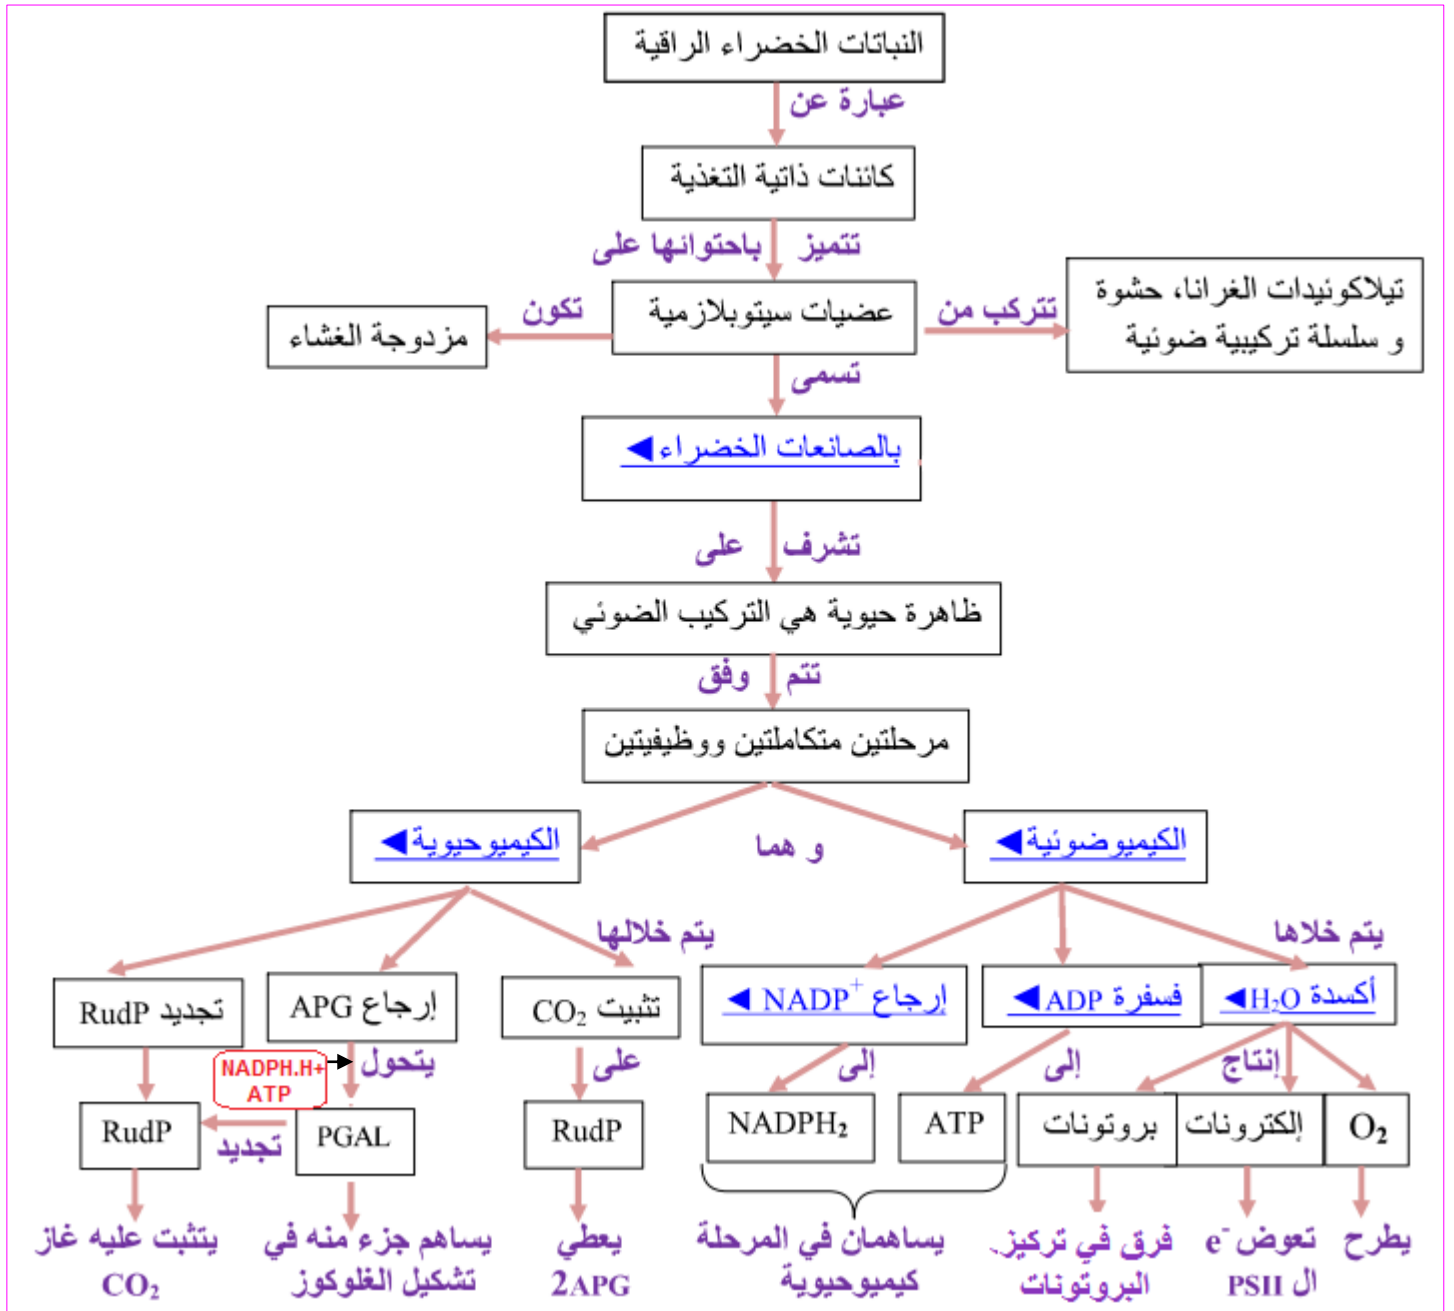 النباتات الخضراء الراقية
عبارة عن
كائنات ذاتية التغذية
تتميز باحتوائها على
تيلاكوئيدات الغرانا، حشوة
و سلسلة تركيبية ضوئية
تتركب من
عضيات سيتوبلازمية
تكون
مزدوجة الغشاء
تسمى
بالصانعات الخضراء◄
تشرف على
ظاهرة حيوية هي التركيب الضوئي
تتم وفق
مرحلتين متكاملتين ووظيفيتين
الكيميوضوئية◄
و هما
الكيميوحيوية◄
يتم خلاها
يتم خلالها
أكسدة H₂O◄
فسفرة ADP◄
إرجاع NADP⁺ ◄
تثبيت CO₂
إرجاع APG
تجديد RudP
إنتاج
إلى
إلى
على
يتحول
NADPH.H+
ATP
O₂
إلكترونات
بروتونات
ATP
NADPH₂
RudP
PGAL
تجديد
RudP
يطرح
تعوض e⁻
ال PSII
فرق في تركيز
البروتونات
يساهمان في المرحلة
كيميوحيوية
يعطي
2APG
يساهم جزء منه في
تشكيل الغلوكوز
يتثبت عليه غاز
CO₂